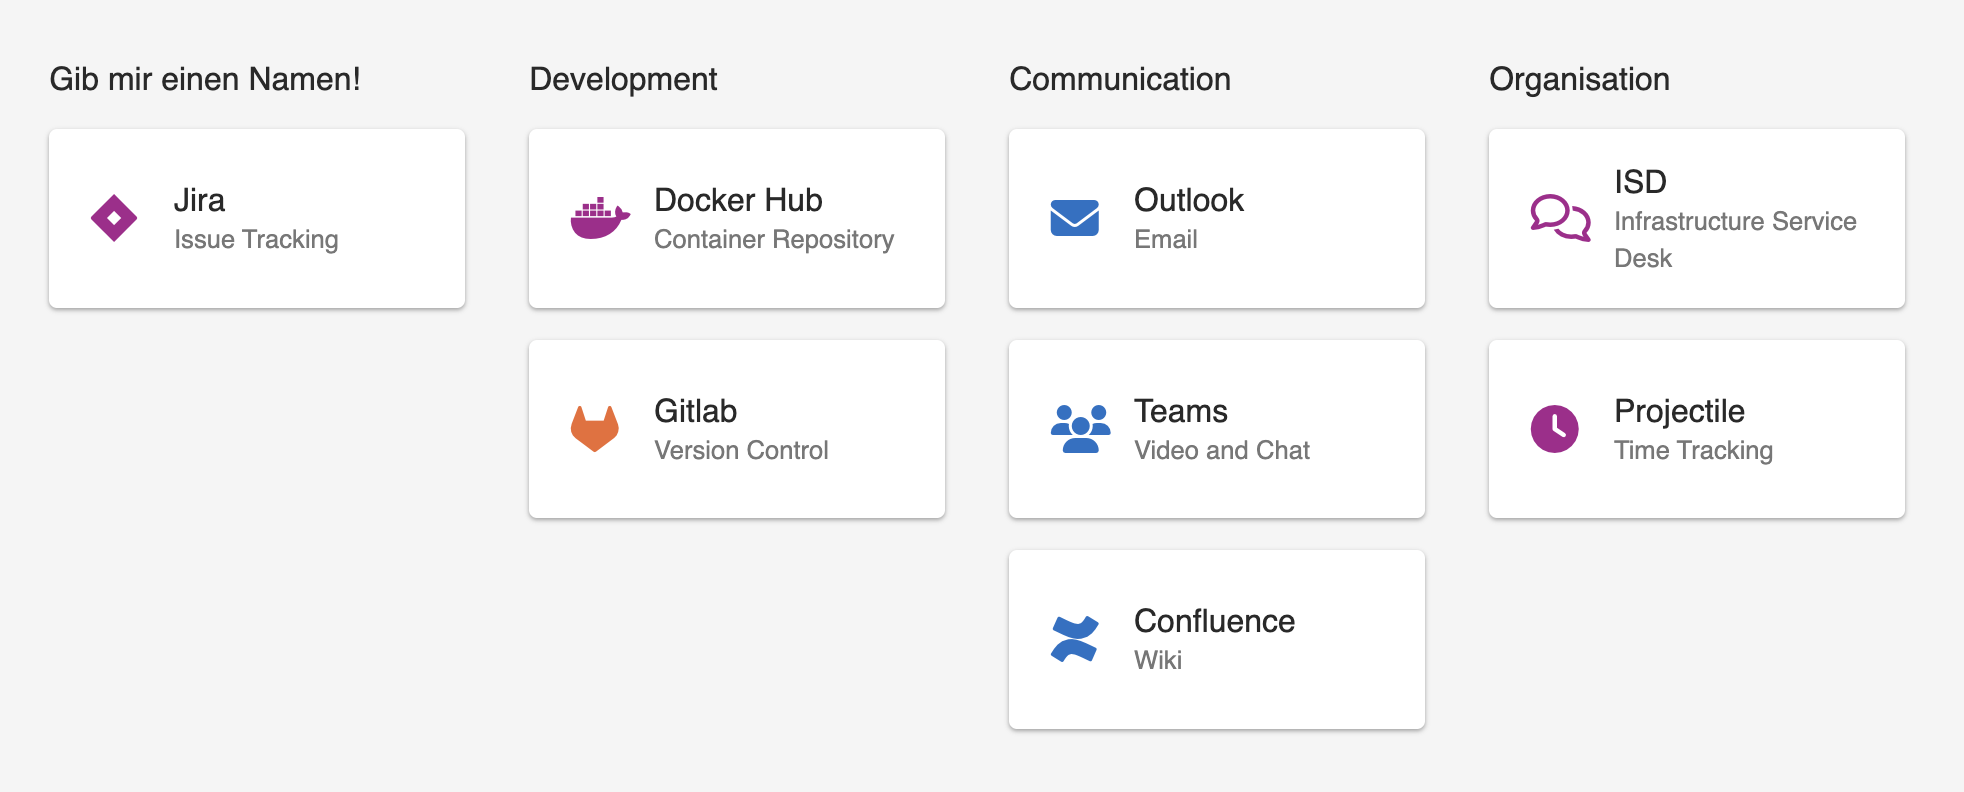 Gib mir einen Namen!
Jira
Issue Tracking
Development
Docker Hub
Container Repository
Gitlab
Version Control
Communication
Outlook
Email
Teams
Video and Chat
Confluence
Wiki
Organisation
ISD
Infrastructure Service
Desk
Projectile
Time Tracking